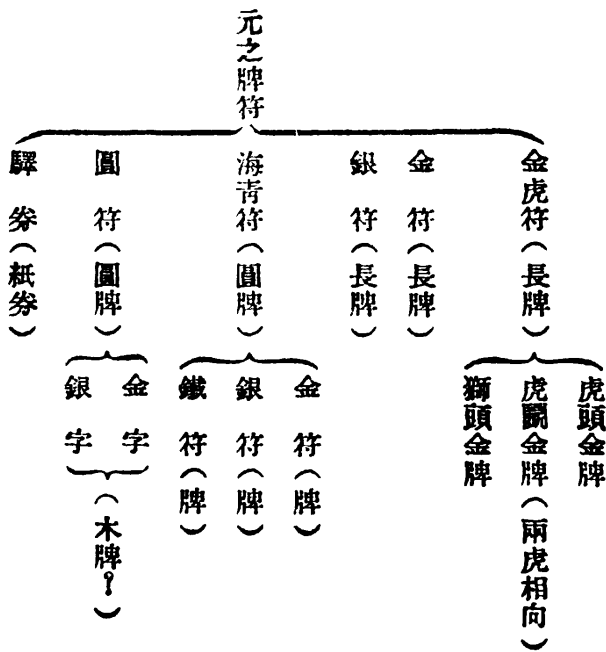 元之牌符
金虎符（長牌）
虎頭金牌
虎鬭金牌（兩虎相向）
獅頭金牌
金符（長牌）
銀符（長牌）
海青符（圓牌）
金符（牌）
銀符（牌）
鐵符（牌）
圓符（圓牌）
金字
銀字
（木牌？）
驛券（紙券）